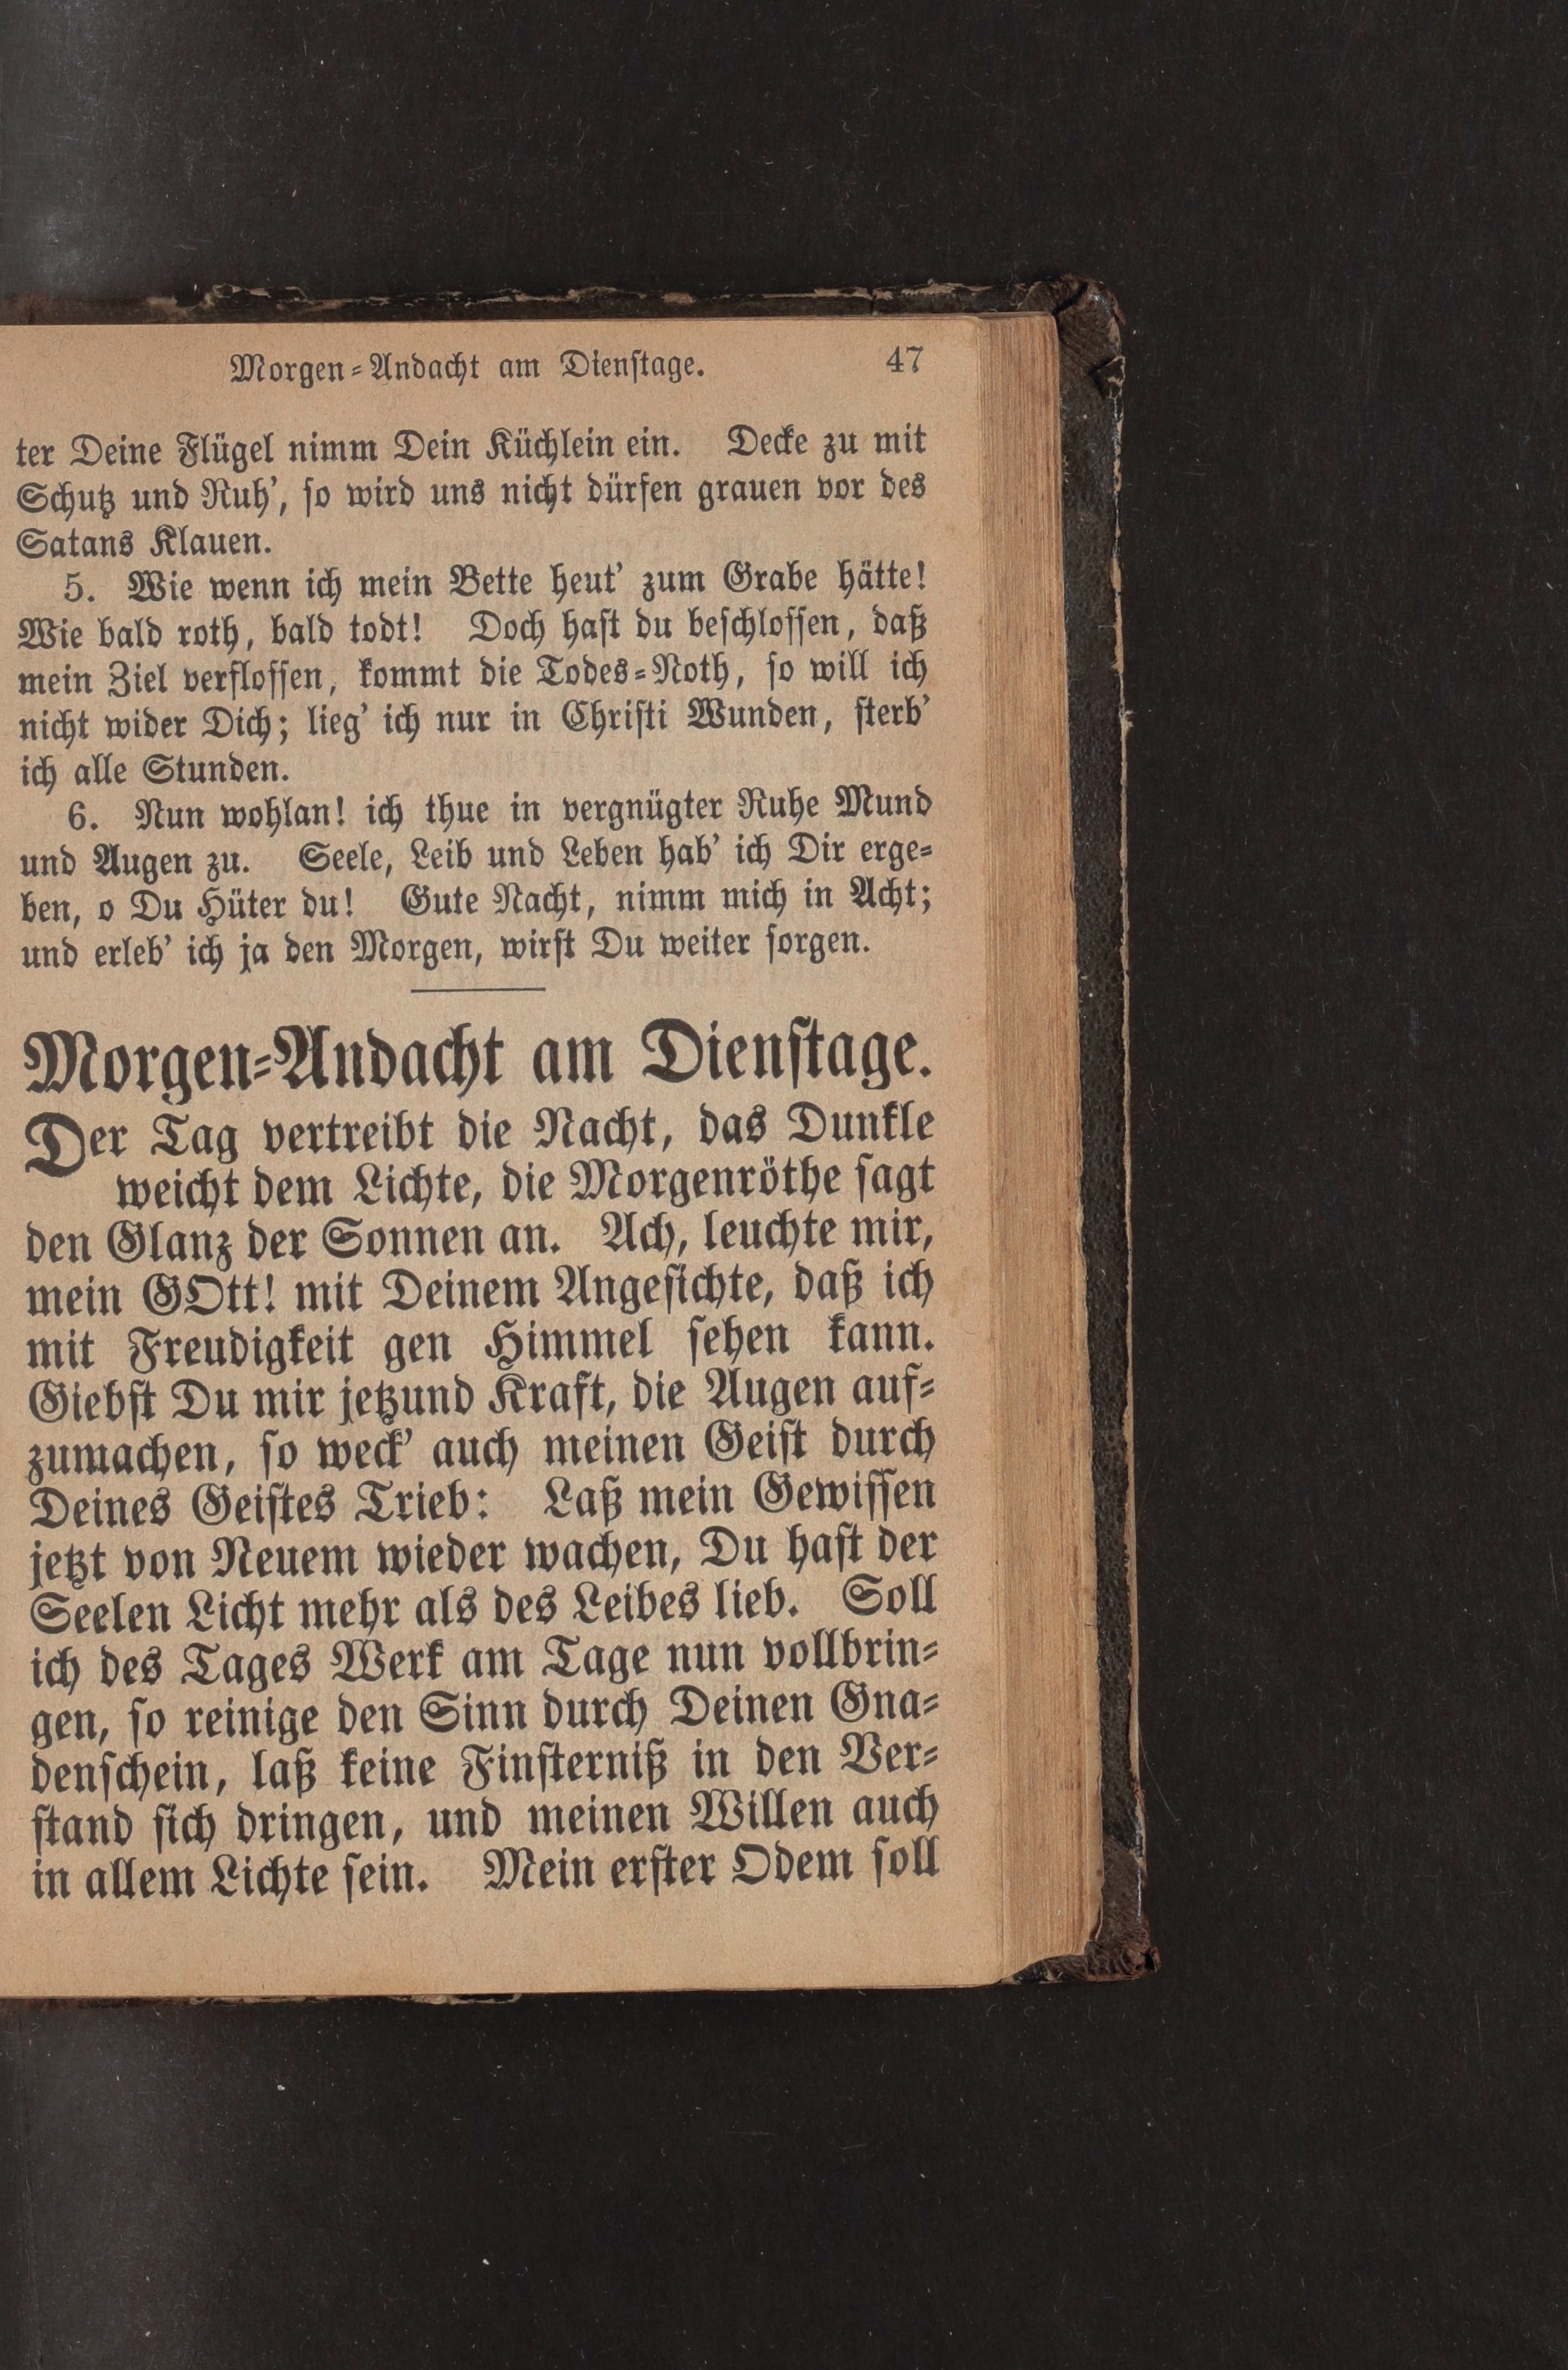 Morgen-Andacht am Dienstage. 47
ter Deine Flügel nimm Dein Küchlein ein. Decke zu mit
Schutz und Ruh', so wird uns nicht dürfen grauen vor des
Satans Klauen.
5. Wie wenn ich mein Bette heut' zum Grabe hätte!
Wie bald roth, bald todt! Doch hast du beschlossen, daß
mein Ziel verflossen, kommt die Todes-Noth, so will ich
nicht wider Dich; lieg' ich nur in Christi Wunden, sterb'
ich alle Stunden.
6. Nun wohlan! ich thue in vergnügter Ruhe Mund
und Augen zu. Seele, Leib und Leben hab' ich Dir erge-
ben, o Du Hüter du! Gute Nacht, nimm mich in Acht;
und erleb' ich ja den Morgen, wirst Du weiter sorgen.
Morgen-Andacht am Dienstage.
Der Tag vertreibt die Nacht, das Dunkle
weicht dem Lichte, die Morgenröthe sagt
den Glanz der Sonnen an. Ach, leuchte mir,
mein GOtt! mit Deinem Angesichte, daß ich
mit Freudigkeit gen Himmel sehen kann.
Giebst Du mir jetzund Kraft, die Augen auf-
zumachen, so weck' auch meinen Geist durch
Deines Geistes Trieb: Laß mein Gewissen
jetzt von Neuem wieder wachen, Du hast der
Seelen Licht mehr als des Leibes lieb. Soll
ich des Tages Werk am Tage nun vollbrin-
gen, so reinige den Sinn durch Deinen Gna-
denschein, laß keine Finsterniß in den Ver-
stand sich dringen, und meinen Willen auch
in allem Lichte sein. Mein erster Odem soll